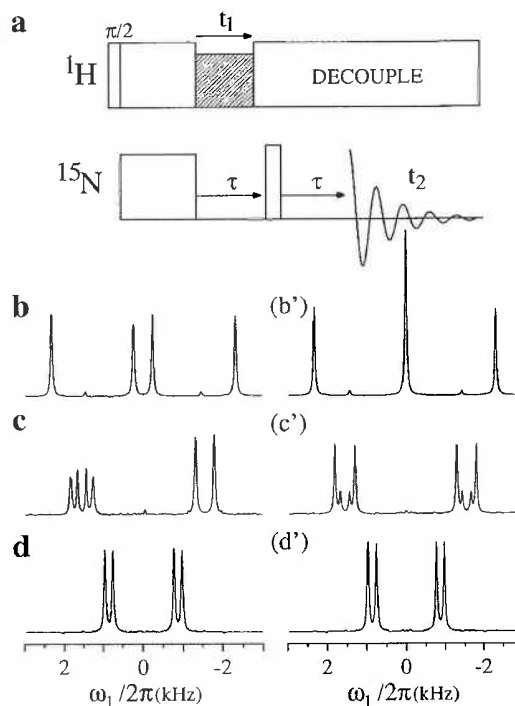 a
π/2
t₁
¹H
DECOUPLE
¹⁵N
τ
τ
t₂
b
(b')
c
(c')
d
(d')
2 0 -2
2 0 -2
ω₁/2π(kHz)
ω₁/2π(kHz)